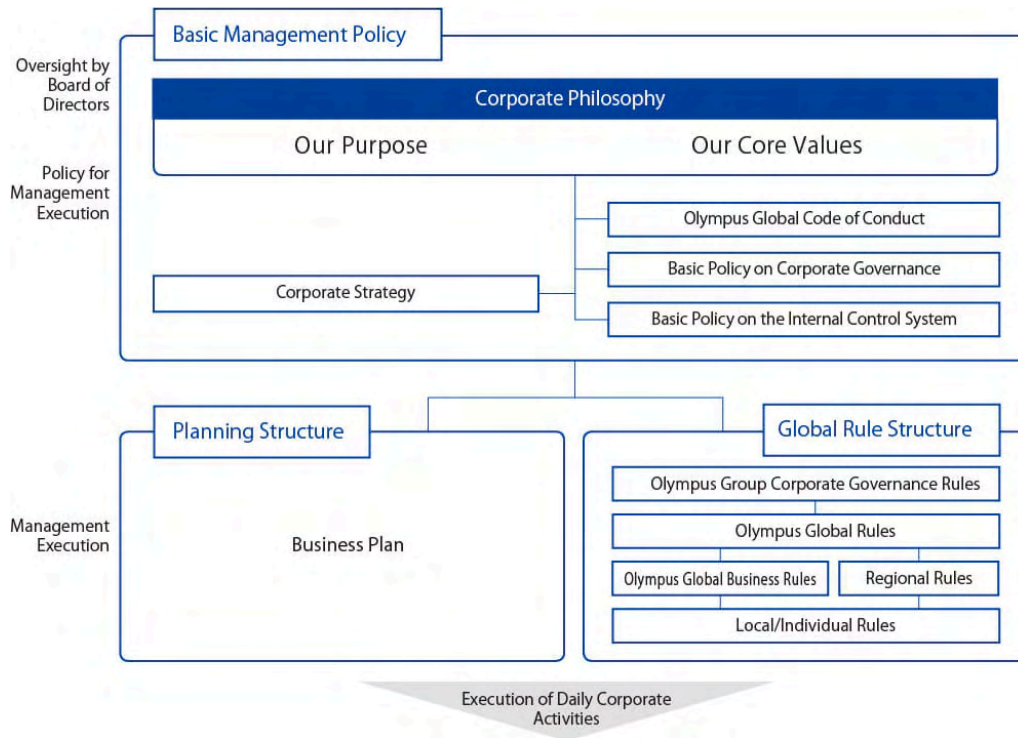 Basic Management Policy
Oversight by
Board of
Directors
Corporate Philosophy
Our Purpose
Our Core Values
Policy for
Management
Execution
Olympus Global Code of Conduct
Basic Policy on Corporate Governance
Corporate Strategy
Basic Policy on the Internal Control System
Planning Structure
Global Rule Structure
Management
Execution
Business Plan
Olympus Group Corporate Governance Rules
Olympus Global Rules
Olympus Global Business Rules
Regional Rules
Local/Individual Rules
Execution of Daily Corporate
Activities